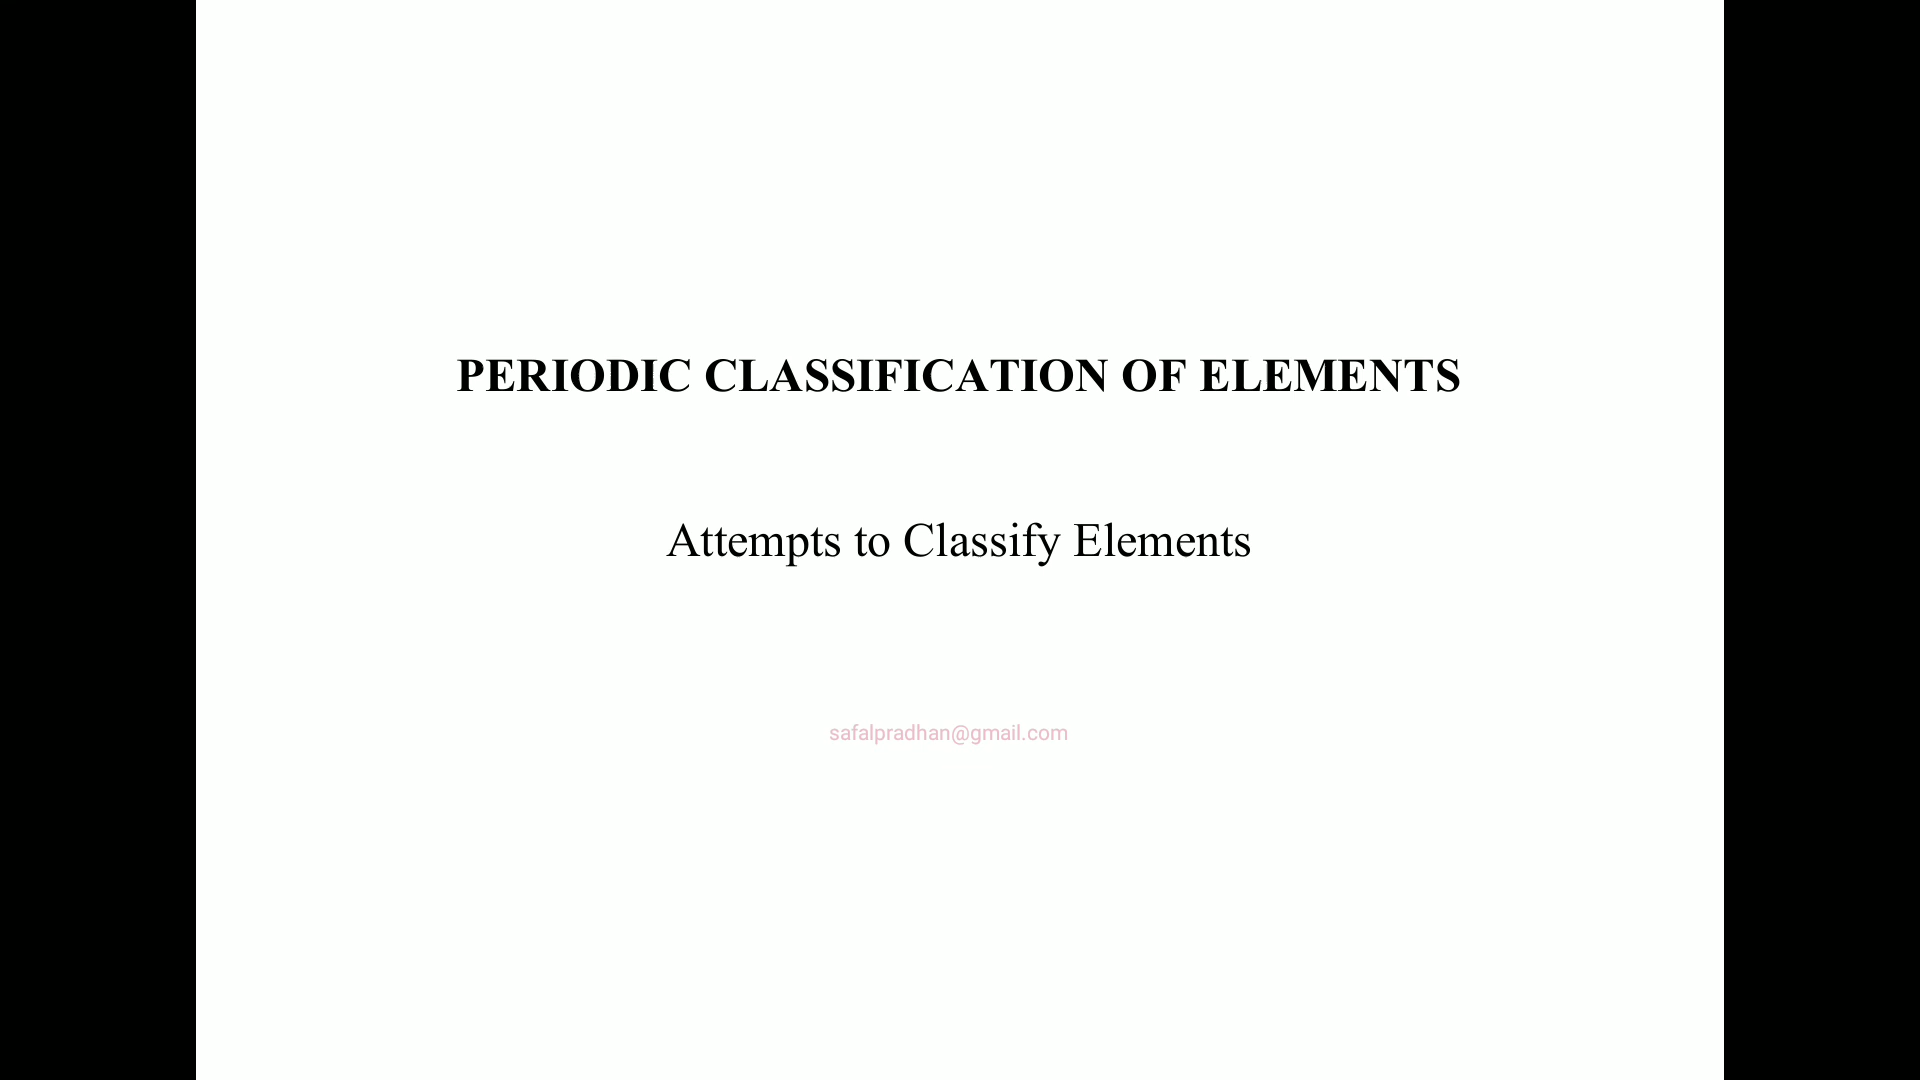 PERIODIC CLASSIFICATION OF ELEMENTS
Attempts to Classify Elements
safalpradhan@gmail.com